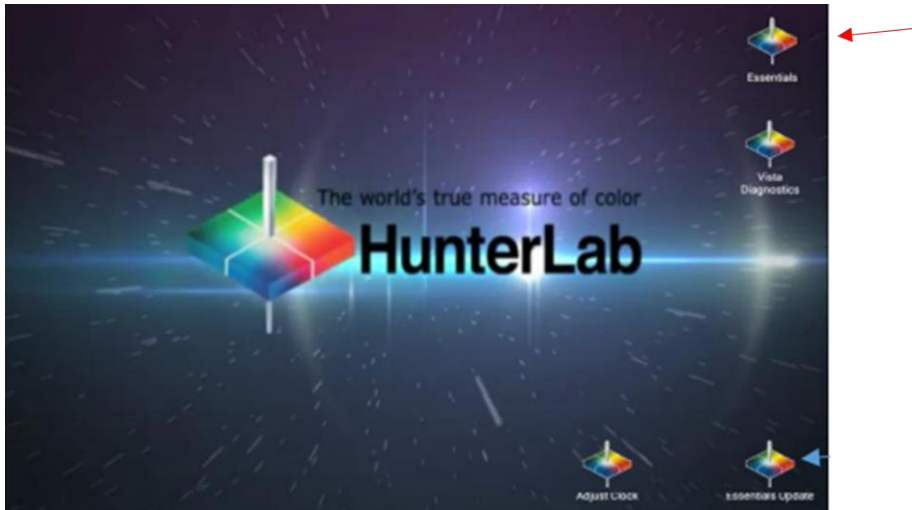 Essentials
Vista
Diagnostics
The world's true measure of color
HunterLab
Adjust Clock
Essentials Update